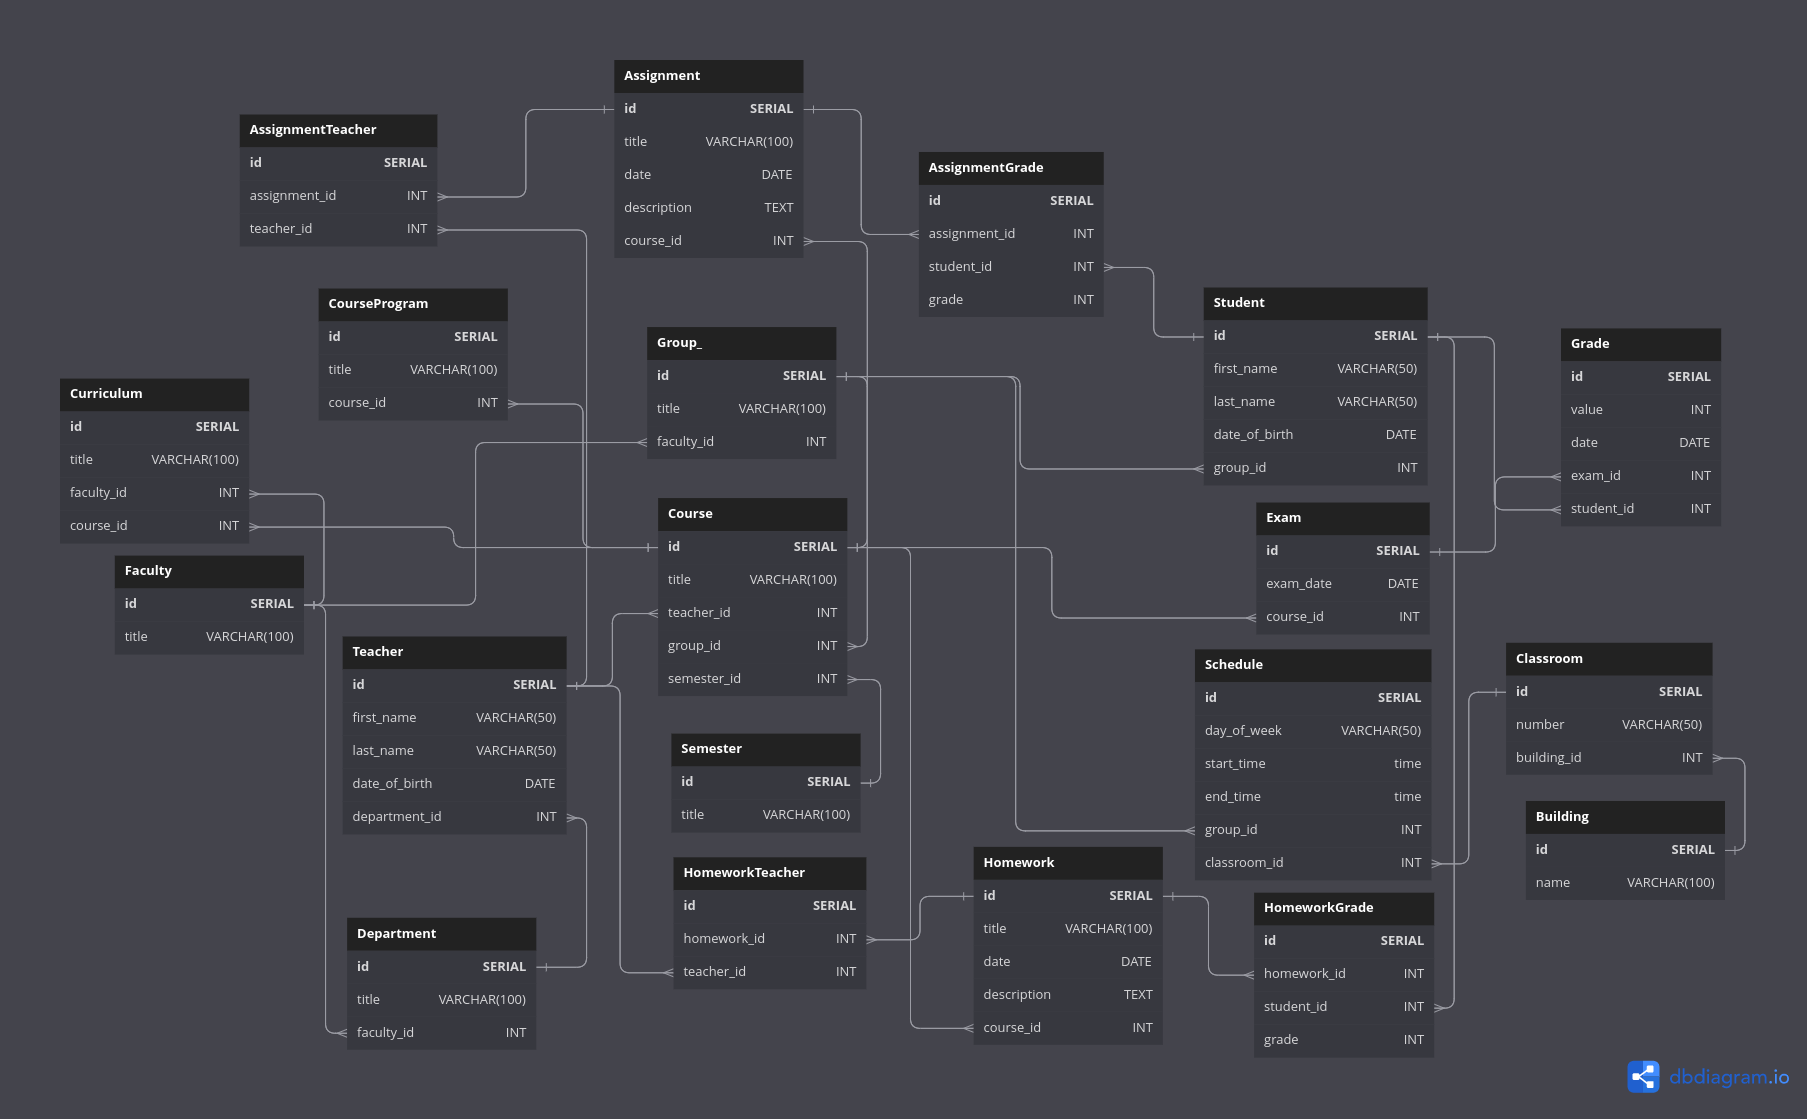 Assignment
id SERIAL
title VARCHAR(100)
date DATE
description TEXT
course_id INT
AssignmentTeacher
id SERIAL
assignment_id INT
teacher_id INT
AssignmentGrade
id SERIAL
assignment_id INT
student_id INT
grade INT
CourseProgram
id SERIAL
title VARCHAR(100)
course_id INT
Student
id SERIAL
first_name VARCHAR(50)
last_name VARCHAR(50)
date_of_birth DATE
group_id INT
Group_
id SERIAL
title VARCHAR(100)
faculty_id INT
Grade
id SERIAL
value INT
date DATE
exam_id INT
student_id INT
Curriculum
id SERIAL
title VARCHAR(100)
faculty_id INT
course_id INT
Course
id SERIAL
title VARCHAR(100)
teacher_id INT
group_id INT
semester_id INT
Exam
id SERIAL
exam_date DATE
course_id INT
Faculty
id SERIAL
title VARCHAR(100)
Teacher
id SERIAL
first_name VARCHAR(50)
last_name VARCHAR(50)
date_of_birth DATE
department_id INT
Schedule
id SERIAL
day_of_week VARCHAR(50)
start_time time
end_time time
group_id INT
classroom_id INT
Classroom
id SERIAL
number VARCHAR(50)
building_id INT
Semester
id SERIAL
title VARCHAR(100)
Building
id SERIAL
name VARCHAR(100)
HomeworkTeacher
id SERIAL
homework_id INT
teacher_id INT
Homework
id SERIAL
title VARCHAR(100)
date DATE
description TEXT
course_id INT
HomeworkGrade
id SERIAL
homework_id INT
student_id INT
grade INT
Department
id SERIAL
title VARCHAR(100)
faculty_id INT
dbdiagram.io